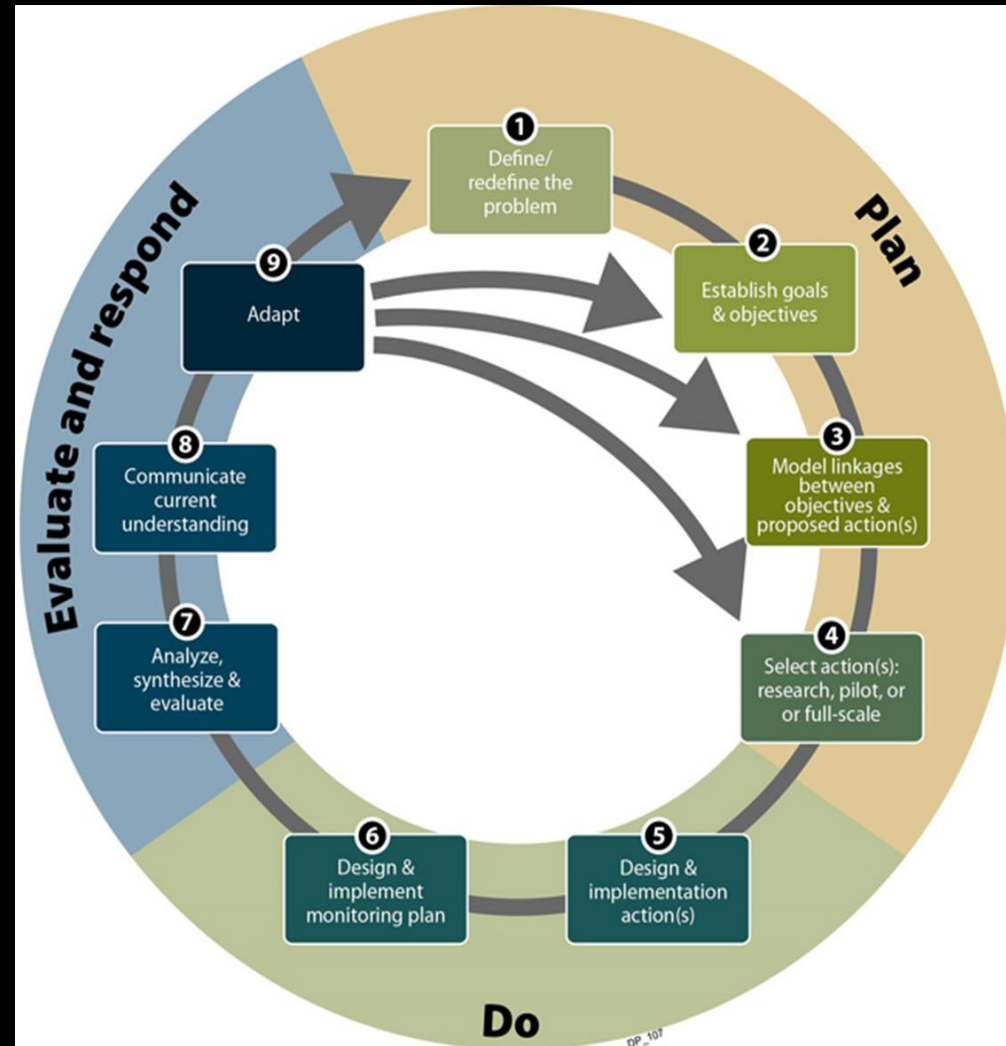 1
Define/
redefine the
problem
2
Establish goals
& objectives
3
Model linkages
between
objectives &
proposed action(s)
4
Select action(s):
research, pilot, or
or full-scale
5
Design &
implementation
action(s)
6
Design &
implement
monitoring plan
7
Analyze,
synthesize &
evaluate
8
Communicate
current
understanding
9
Adapt
Plan
Do
Evaluate and respond
DP_107